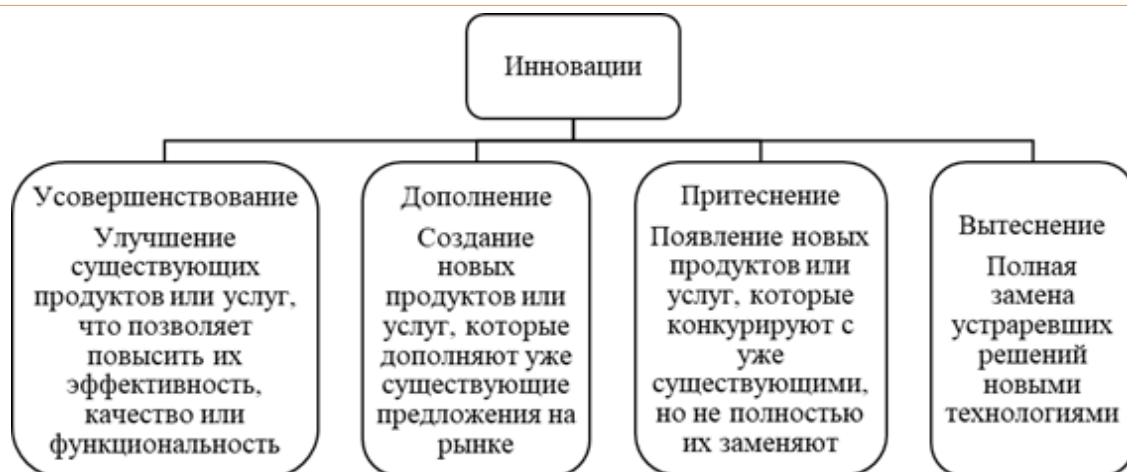 Инновации
Усовершенствование
Улучшение
существующих
продуктов или услуг,
что позволяет
повысить их
эффективность,
качество или
функциональность
Дополнение
Создание
новых
продуктов или
услуг, которые
дополняют уже
существующие
предложения на
рынке
Притеснение
Появление новых
продуктов или
услуг, которые
конкурируют с
уже
существующими,
но не полностью
их заменяют
Вытеснение
Полная
замена
устраревших
решений
новыми
технологиями